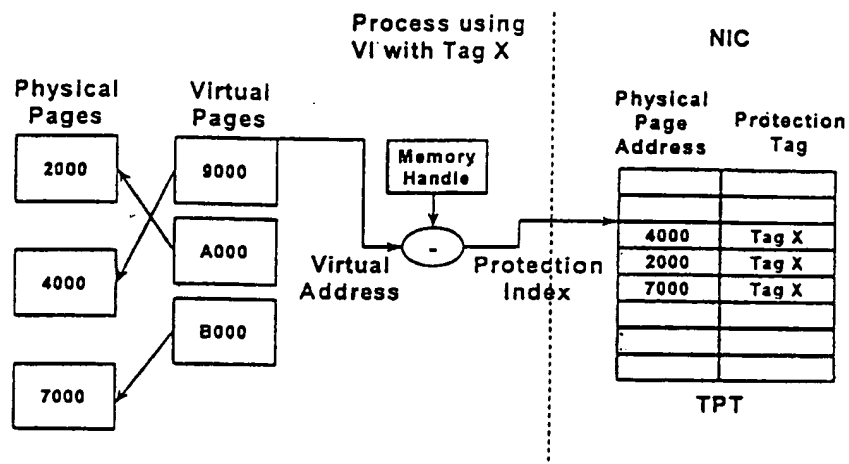 Process using
VI with Tag X
NIC
Physical
Pages
Virtual
Pages
Physical
Page
Address
Protection
Tag
2000
9000
Memory
Handle
4000
A000
-
Virtual
Address
Protection
Index
4000 Tag X
2000 Tag X
7000 Tag X
B000
7000
TPT